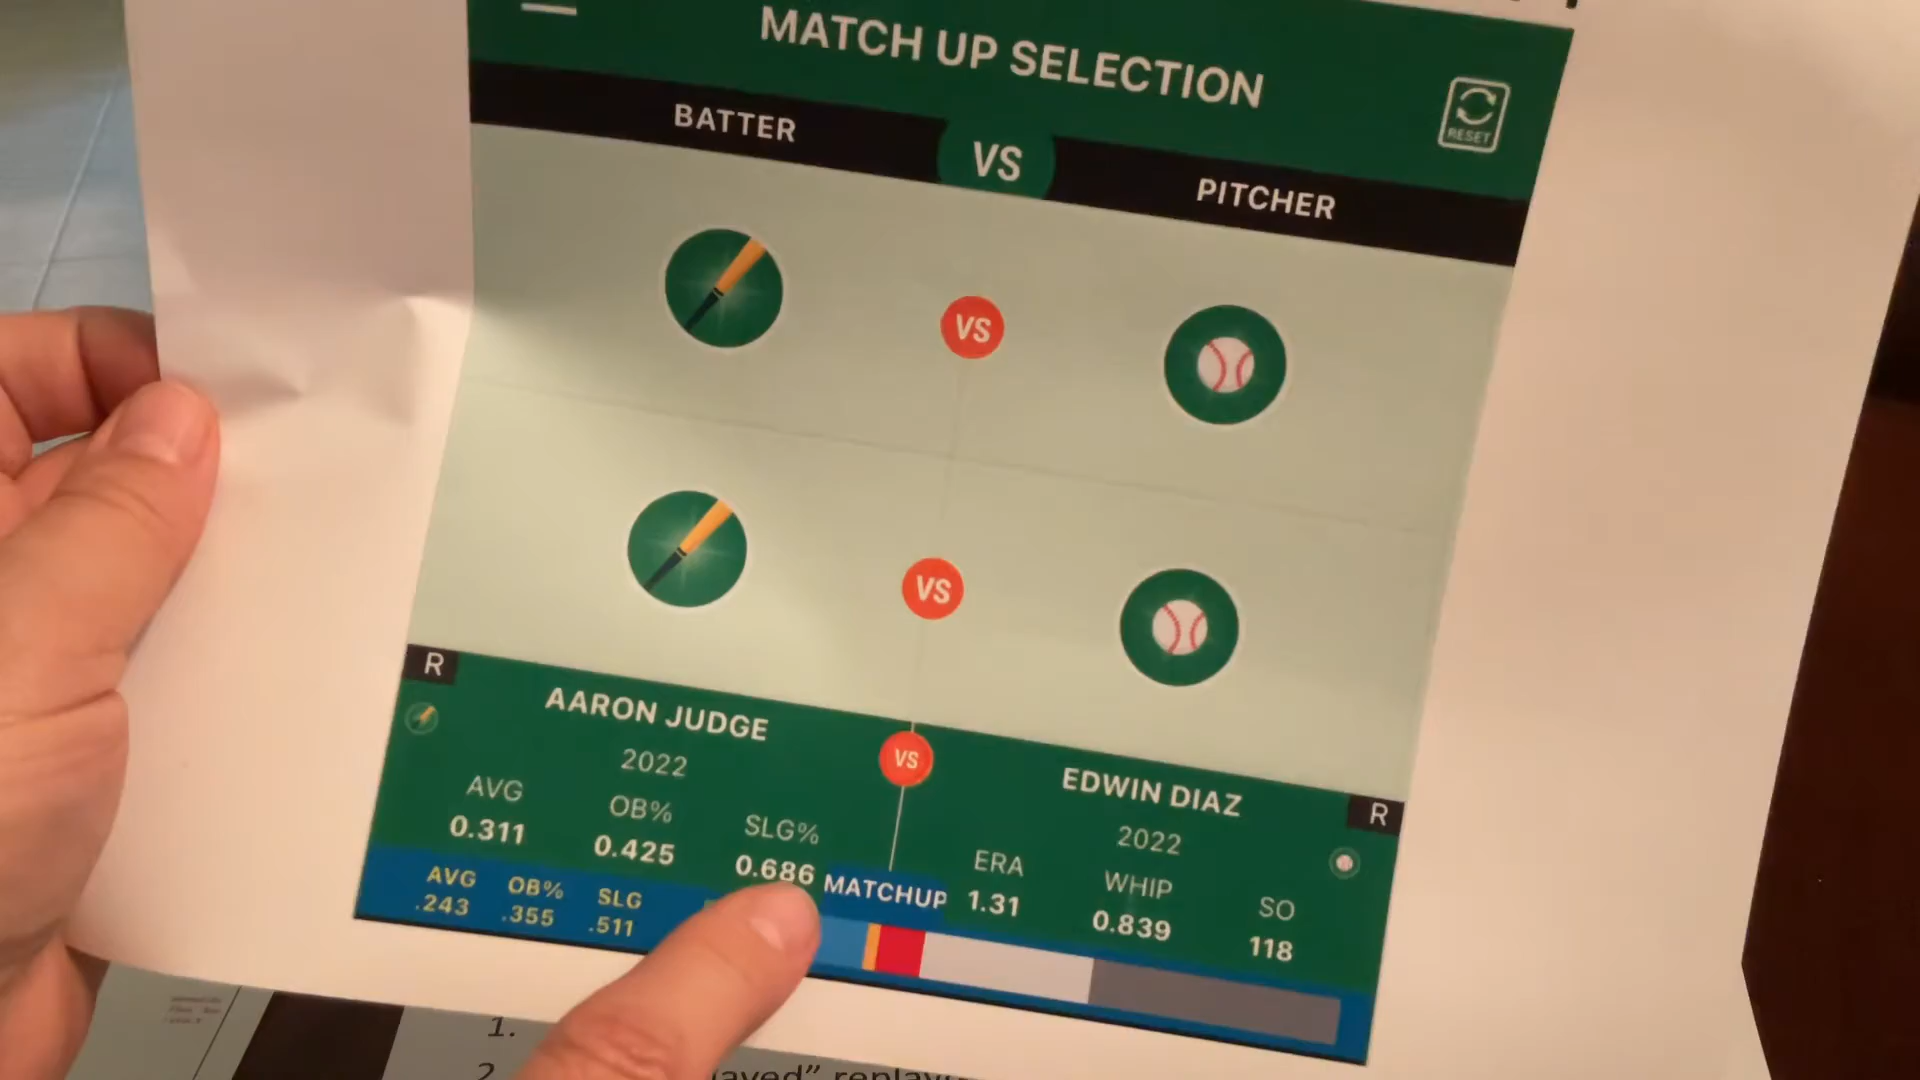 MATCH UP SELECTION
RESET
BATTER
VS
PITCHER
VS
VS
R
AARON JUDGE
2022
AVG
OB%
SLG%
0.311
0.425
0.686
VS
EDWIN DIAZ
R
2022
ERA
WHIP
SO
1.31
0.839
118
AVG
OB%
SLG
.243
.355
.511
MATCHUP
1.
2
ayed" replay